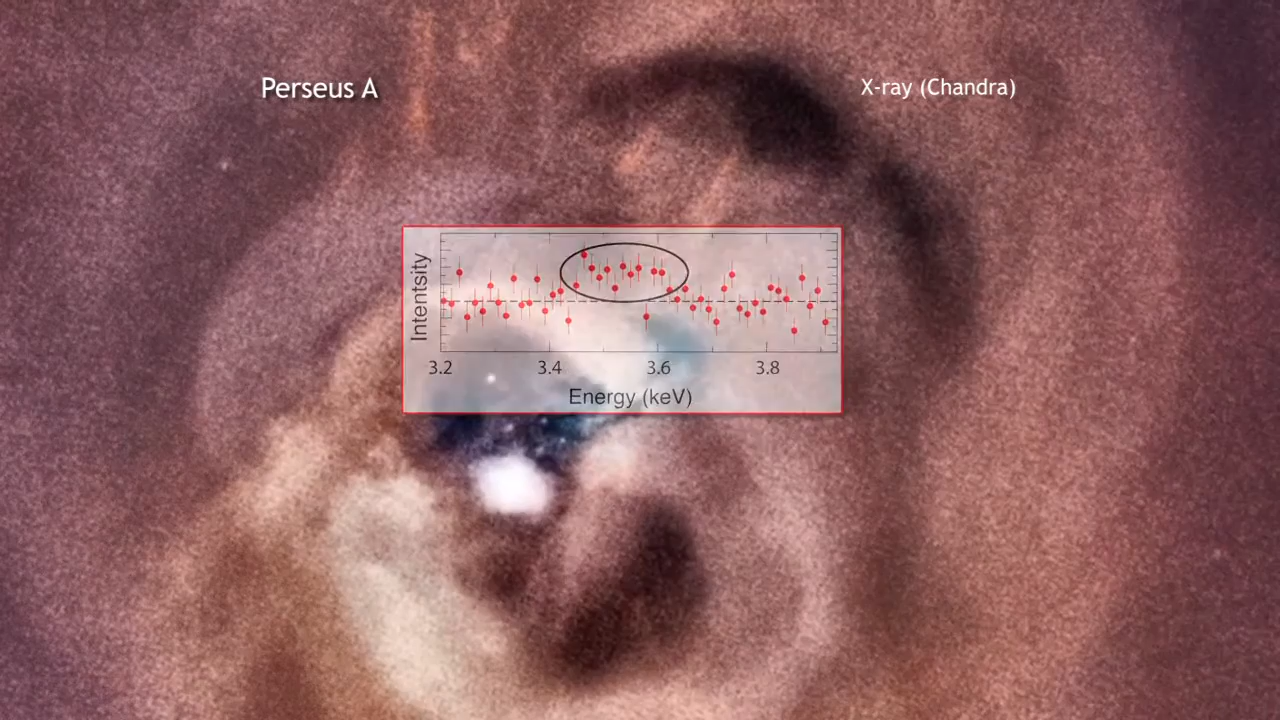 Perseus A
X-ray (Chandra)
Intentsity
3.2 3.4 3.6 3.8
Energy (keV)